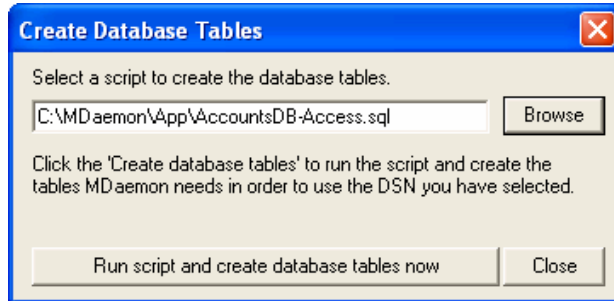 Create Database Tables
Select a script to create the database tables.
C:\MDaemon\App\AccountsDB-Access.sql
Browse
Click the 'Create database tables' to run the script and create the
tables MDaemon needs in order to use the DSN you have selected.
Run script and create database tables now
Close